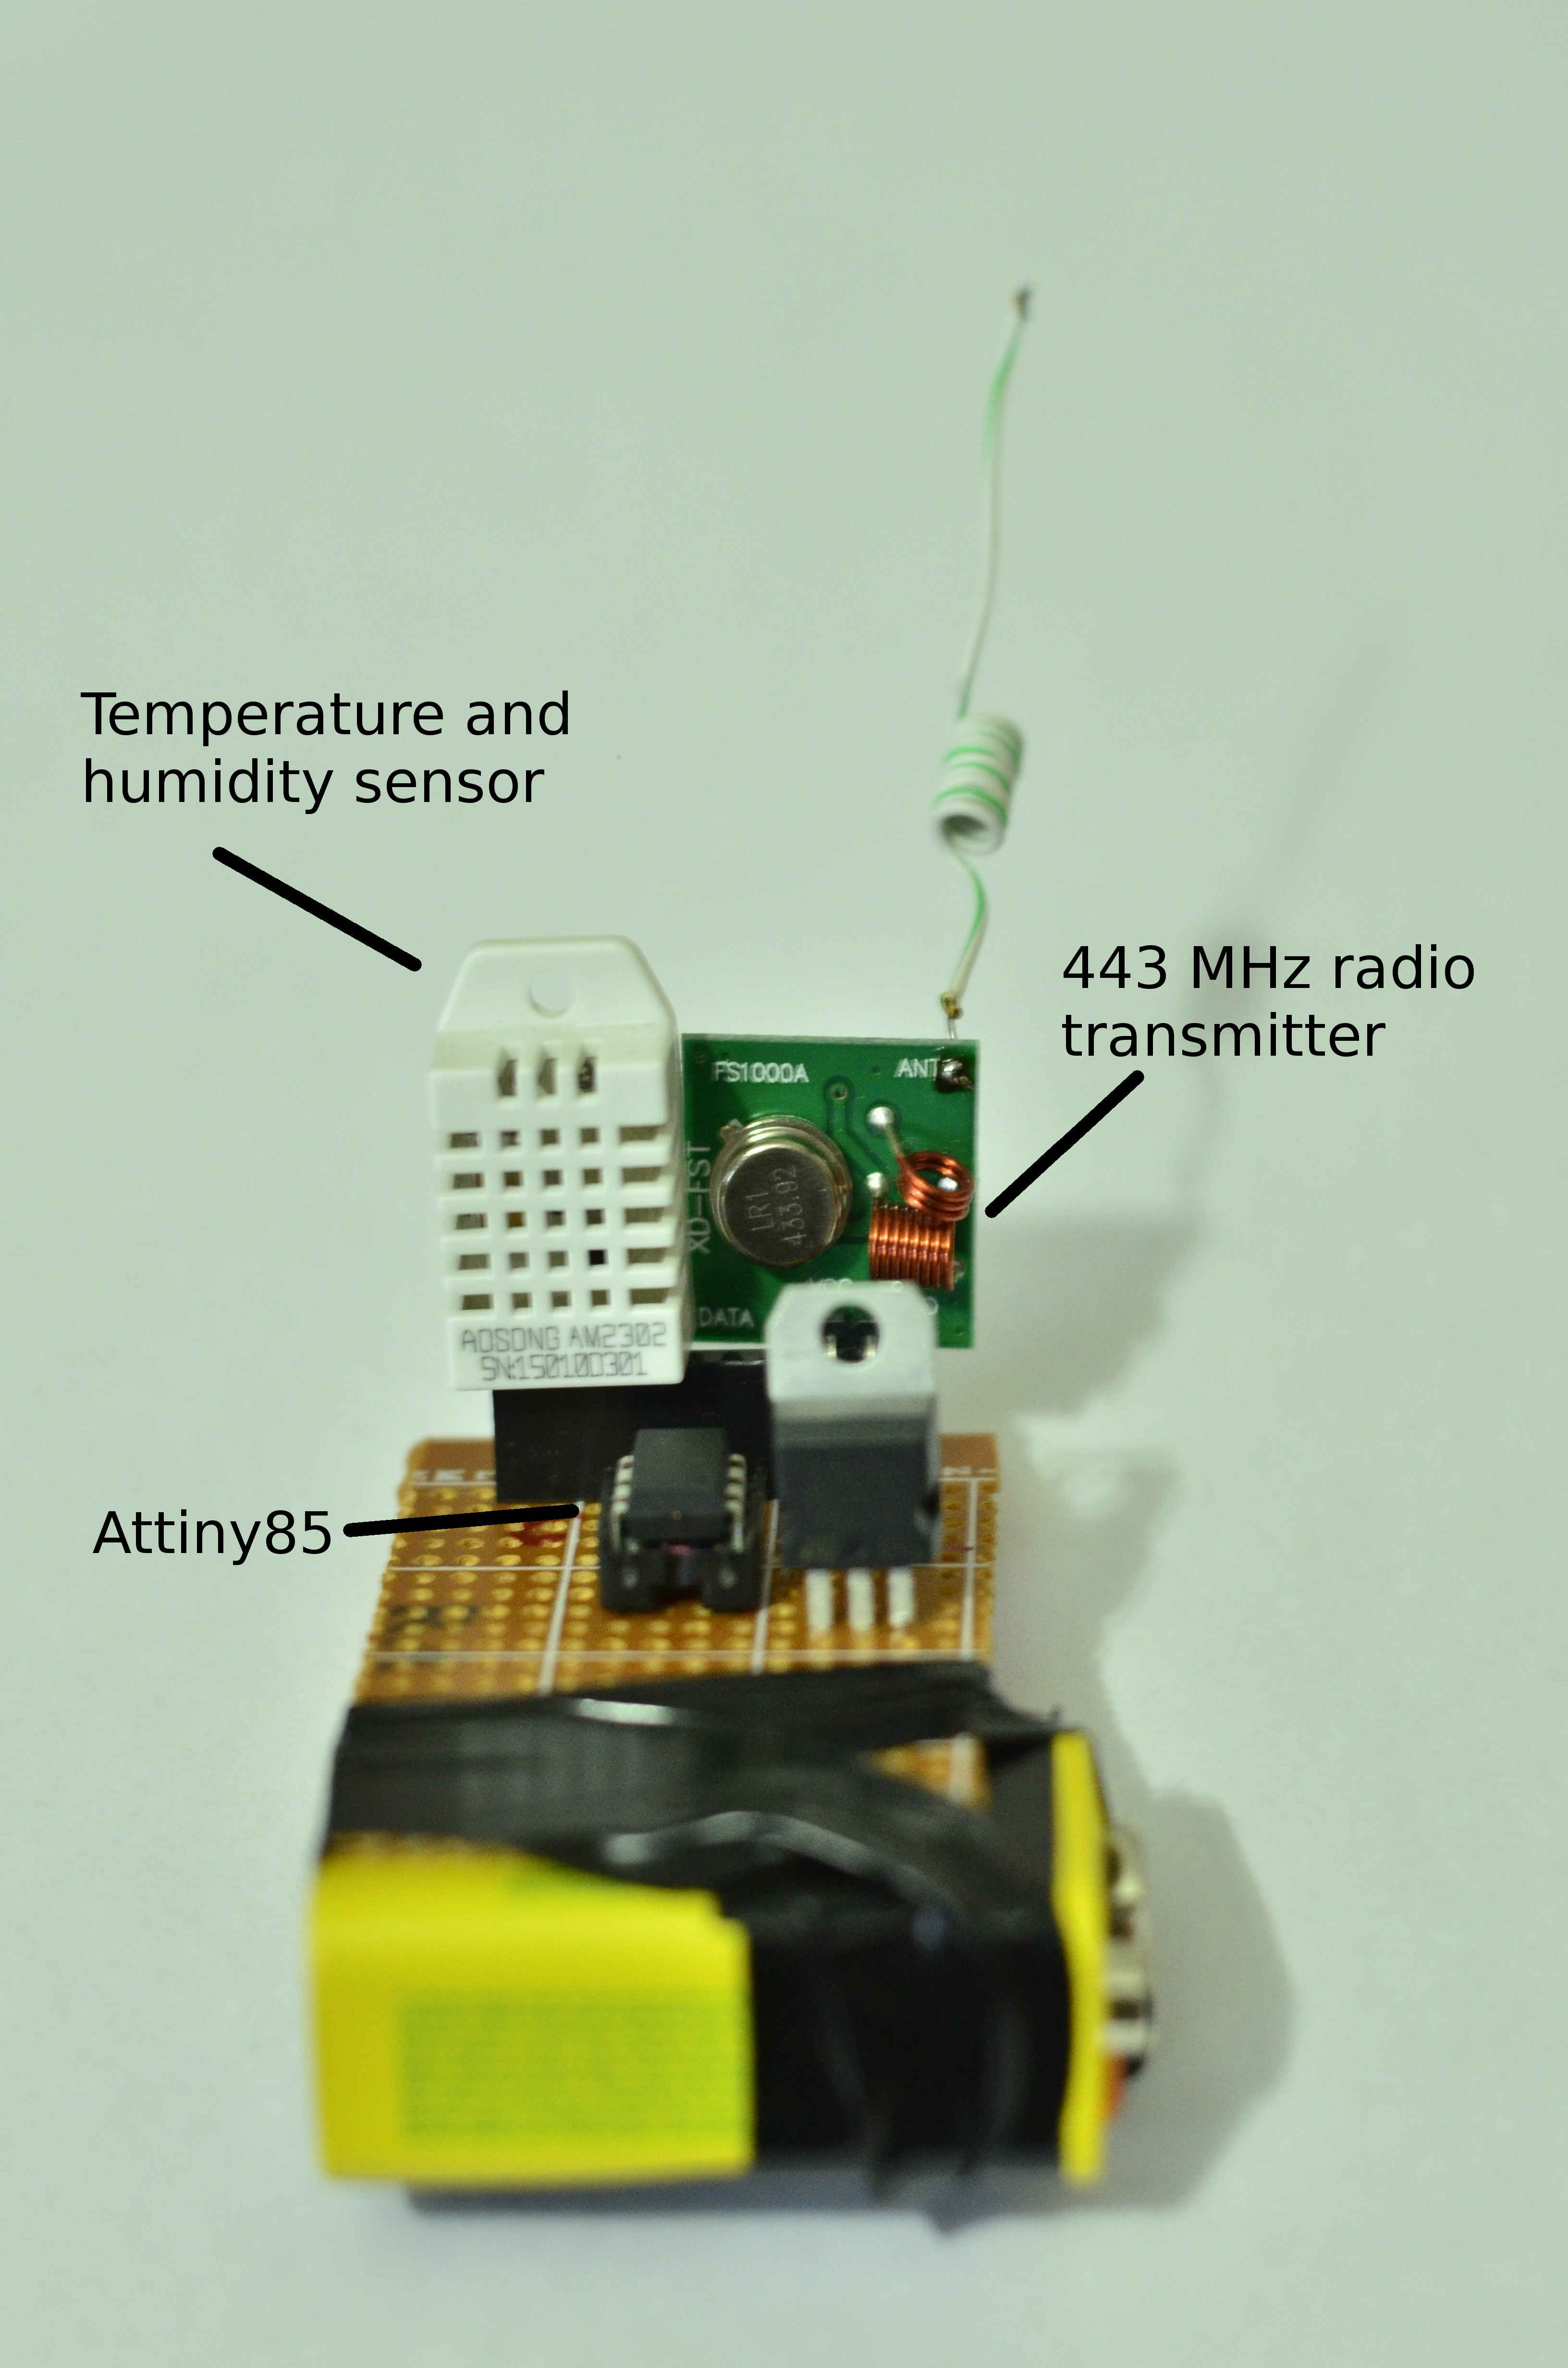 Temperature and
humidity sensor
443 MHz radio
transmitter
FS1000A
ANT
XD-FST
LR1
433.92
DATA
AOSONG AM2302
SN:15010D301
Attiny85